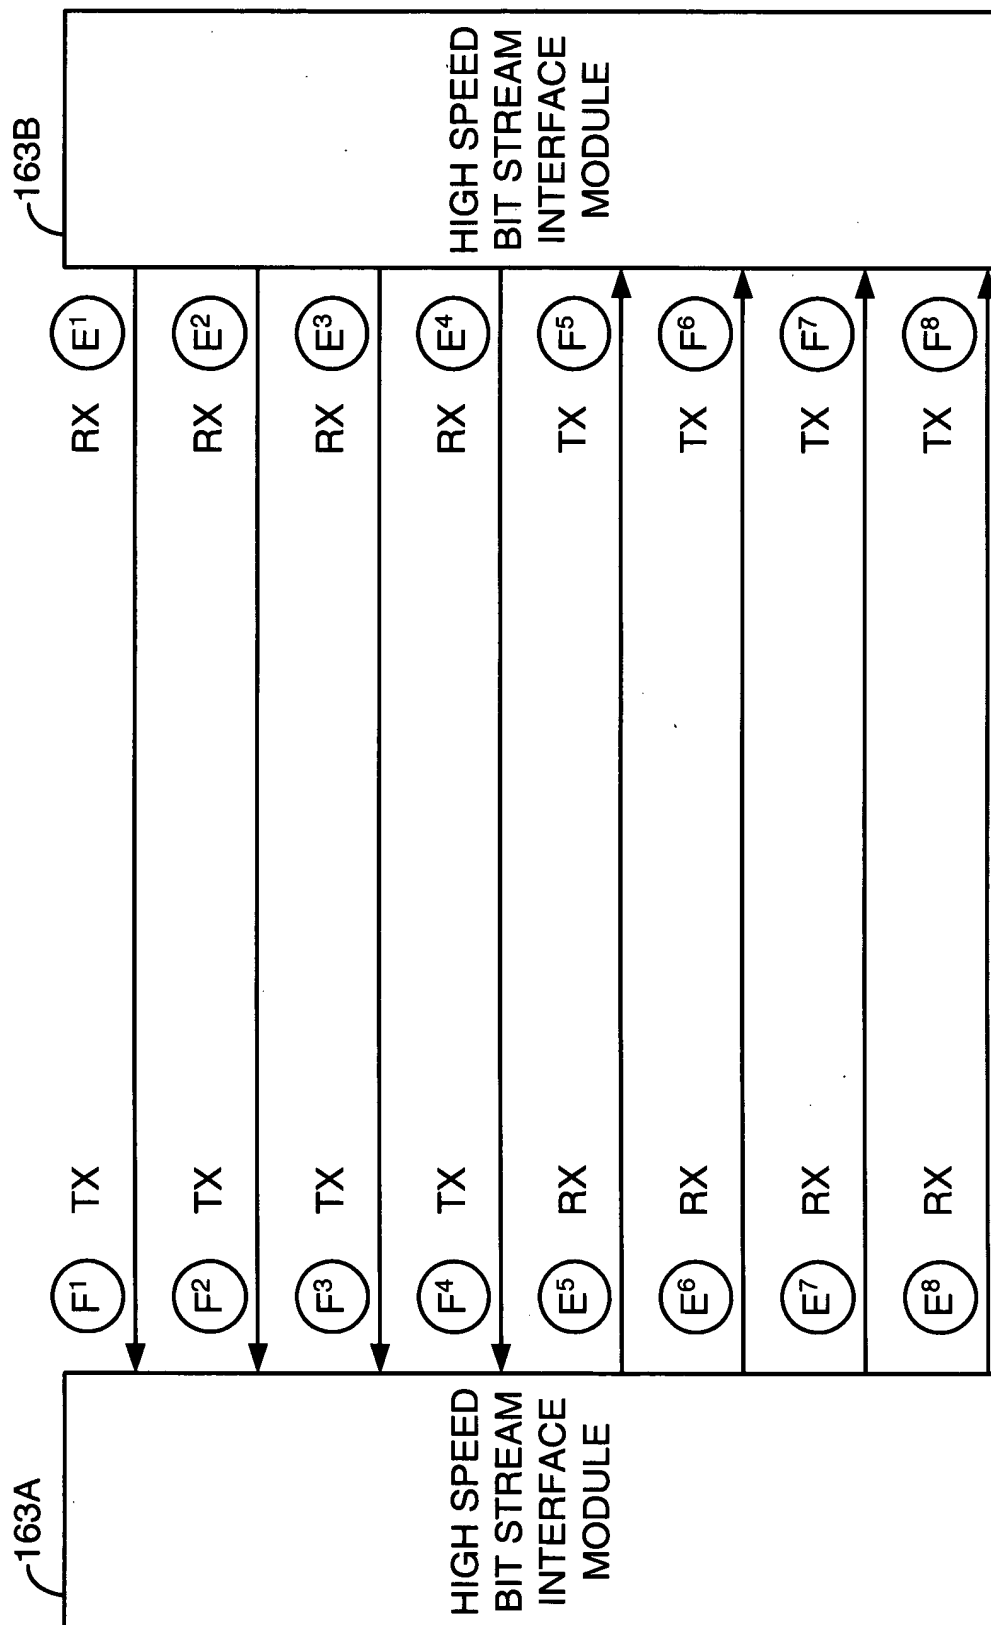 163A
163B
HIGH SPEED
BIT STREAM
INTERFACE
MODULE
F¹ TX RX E¹
F² TX RX E²
F³ TX RX E³
F⁴ TX RX E⁴
E⁵ RX TX F⁵
E⁶ RX TX F⁶
E⁷ RX TX F⁷
E⁸ RX TX F⁸
HIGH SPEED
BIT STREAM
INTERFACE
MODULE